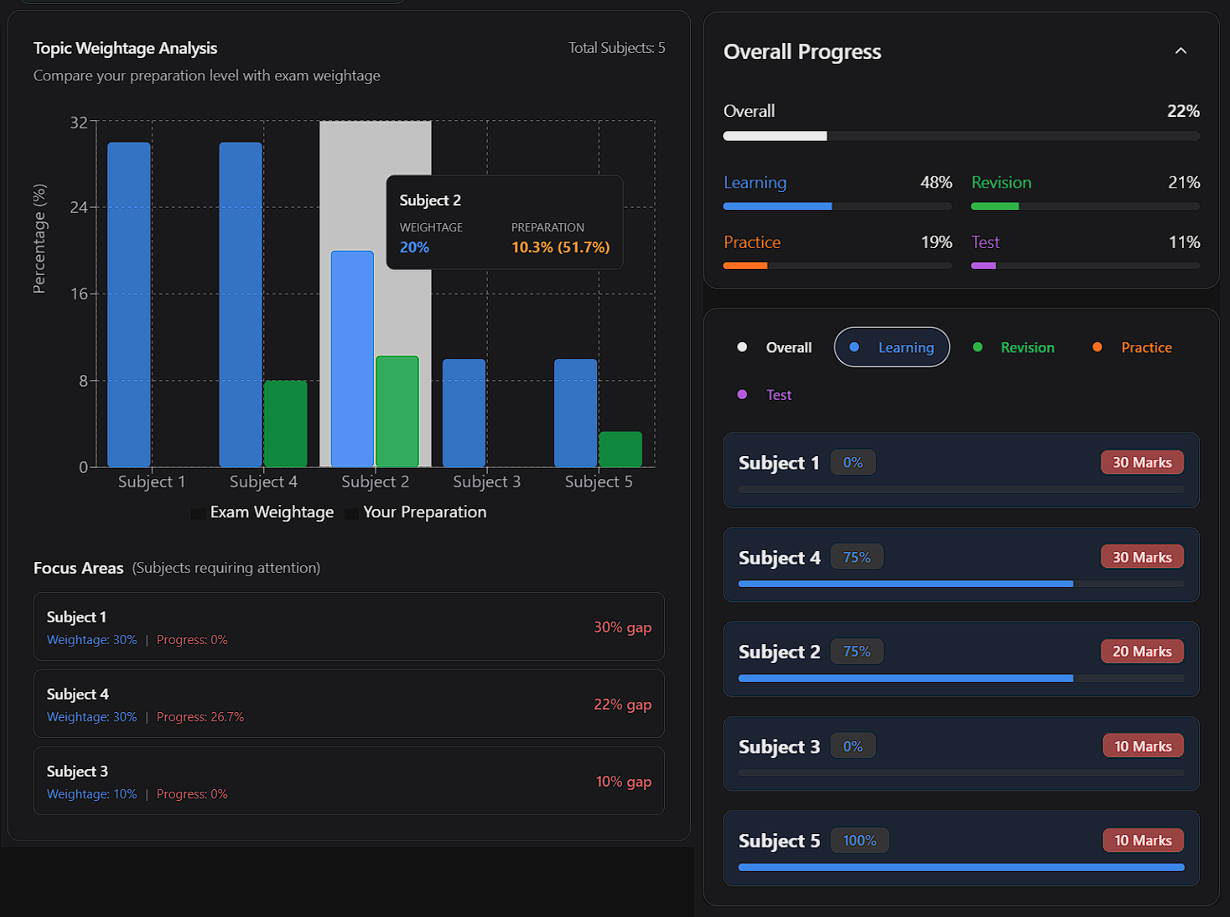 Topic Weightage Analysis
Total Subjects: 5
Compare your preparation level with exam weightage
Percentage (%)
32
24
16
8
0
Subject 2
WEIGHTAGE PREPARATION
20% 10.3% (51.7%)
Subject 1 Subject 4 Subject 2 Subject 3 Subject 5
Exam Weightage Your Preparation
Focus Areas (Subjects requiring attention)
Subject 1
Weightage: 30% | Progress: 0%
30% gap
Subject 4
Weightage: 30% | Progress: 26.7%
22% gap
Subject 3
Weightage: 10% | Progress: 0%
10% gap
Overall Progress
Overall 22%
Learning 48% Revision 21%
Practice 19% Test 11%
Overall Learning Revision Practice
Test
Subject 1 0% 30 Marks
Subject 4 75% 30 Marks
Subject 2 75% 20 Marks
Subject 3 0% 10 Marks
Subject 5 100% 10 Marks